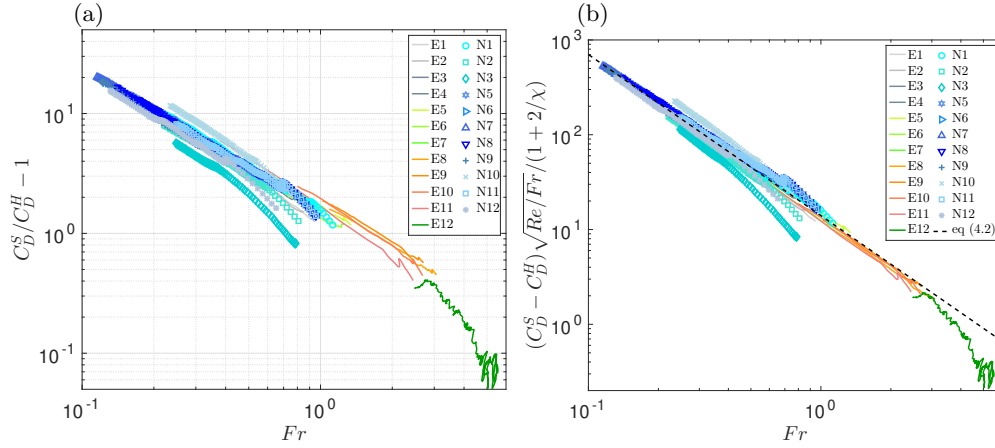 (a)
C_D^S/C_D^H − 1
10^1
10^0
10^-1
10^-1
10^0
Fr
E1 N1
E2 N2
E3 N3
E4 N5
E5 N6
E6 N7
E7 N8
E8 N9
E9 N10
E10 N11
E11 N12
E12
(b)
(C_D^S − C_D^H)√Re/Fr/(1 + 2/χ)
10^3
10^2
10^1
10^0
10^-1
10^0
Fr
E1 N1
E2 N2
E3 N3
E4 N5
E5 N6
E6 N7
E7 N8
E8 N9
E9 N10
E10 N11
E11 N12
E12 eq (4.2)